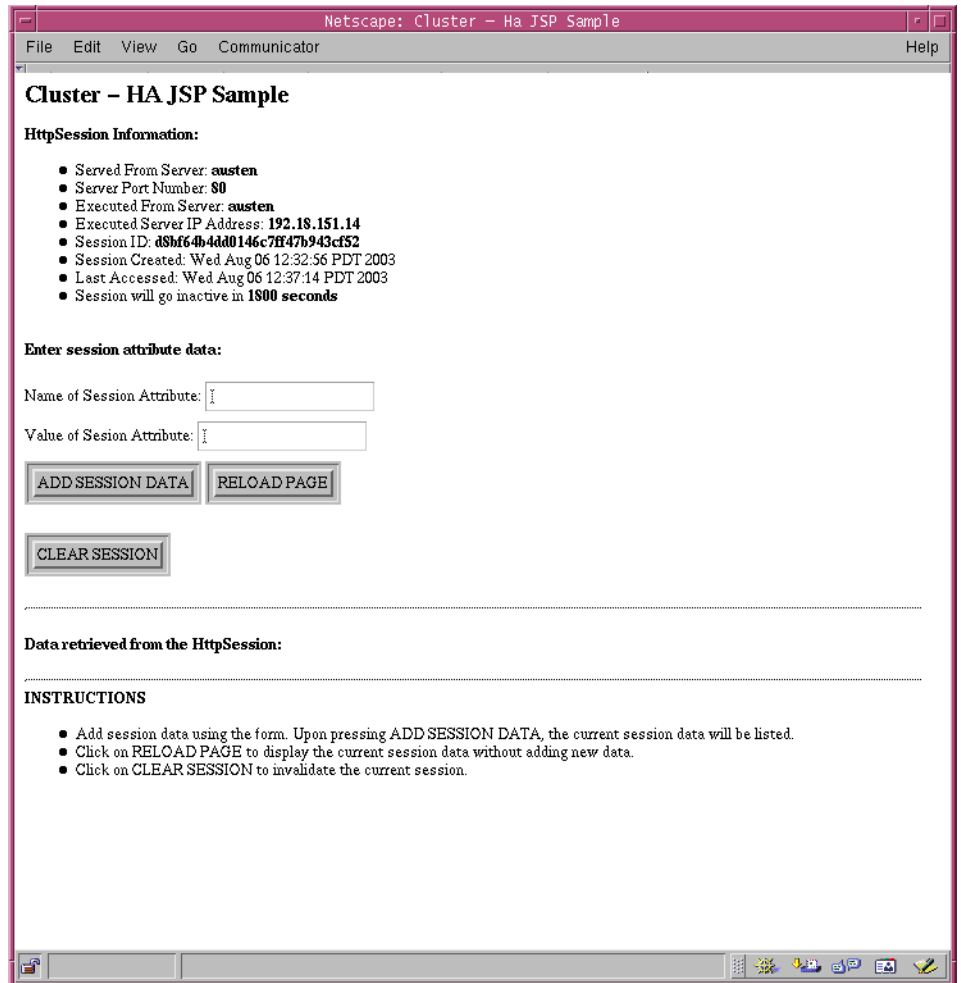 Netscape: Cluster – Ha JSP Sample
File Edit View Go Communicator Help
Cluster – HA JSP Sample
HttpSession Information:
Served From Server: austen
Server Port Number: 80
Executed From Server: austen
Executed Server IP Address: 192.18.151.14
Session ID: d8bf64b4dd0146c7ff47b943cf52
Session Created: Wed Aug 06 12:32:56 PDT 2003
Last Accessed: Wed Aug 06 12:37:14 PDT 2003
Session will go inactive in 1800 seconds
Enter session attribute data:
Name of Session Attribute:
Value of Sesion Attribute:
ADD SESSION DATA RELOAD PAGE
CLEAR SESSION
Data retrieved from the HttpSession:
INSTRUCTIONS
Add session data using the form. Upon pressing ADD SESSION DATA, the current session data will be listed.
Click on RELOAD PAGE to display the current session data without adding new data.
Click on CLEAR SESSION to invalidate the current session.